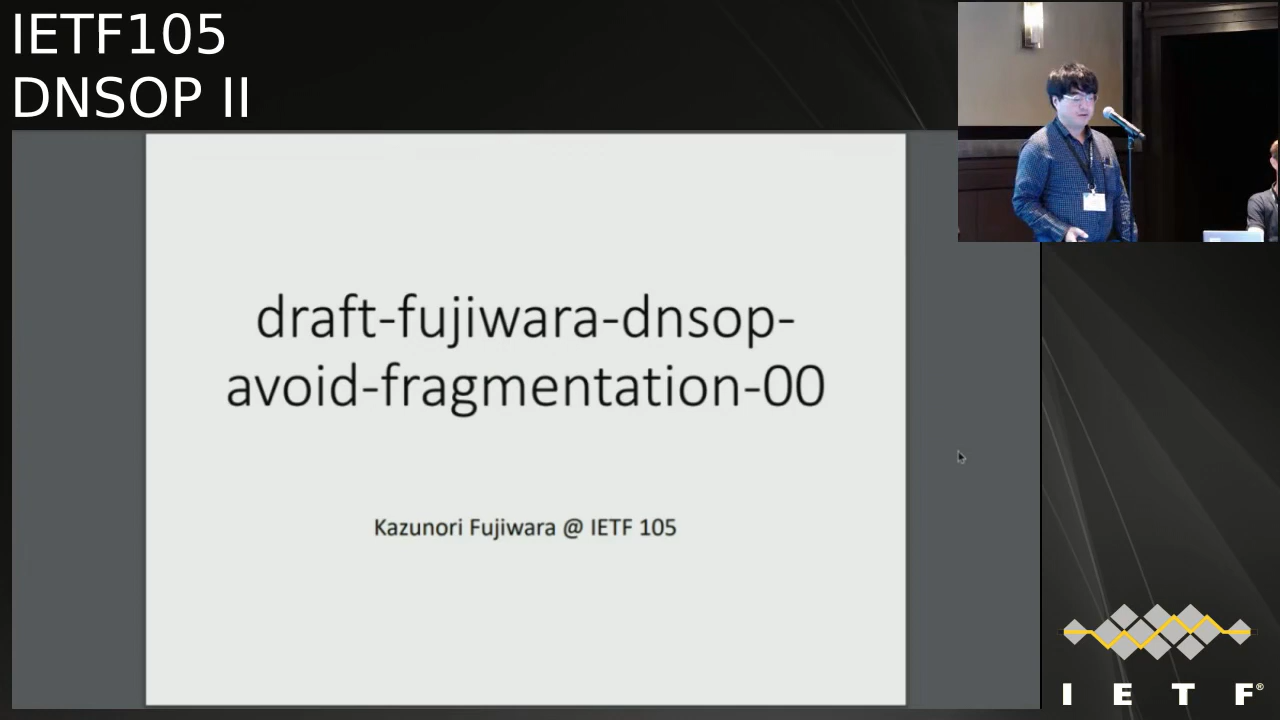 IETF105
DNSOP II
draft-fujiwara-dnsop-
avoid-fragmentation-00
Kazunori Fujiwara @ IETF 105
I E T F®